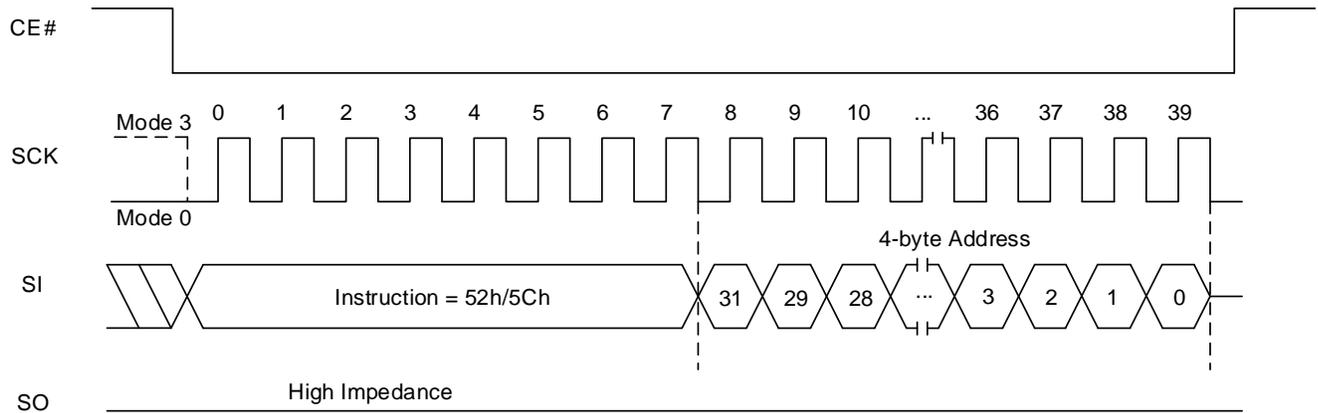 CE#
0 1 2 3 4 5 6 7 8 9 10 ... 36 37 38 39
Mode 3
SCK
Mode 0
4-byte Address
SI
Instruction = 52h/5Ch 31 29 28 ... 3 2 1 0
High Impedance
SO